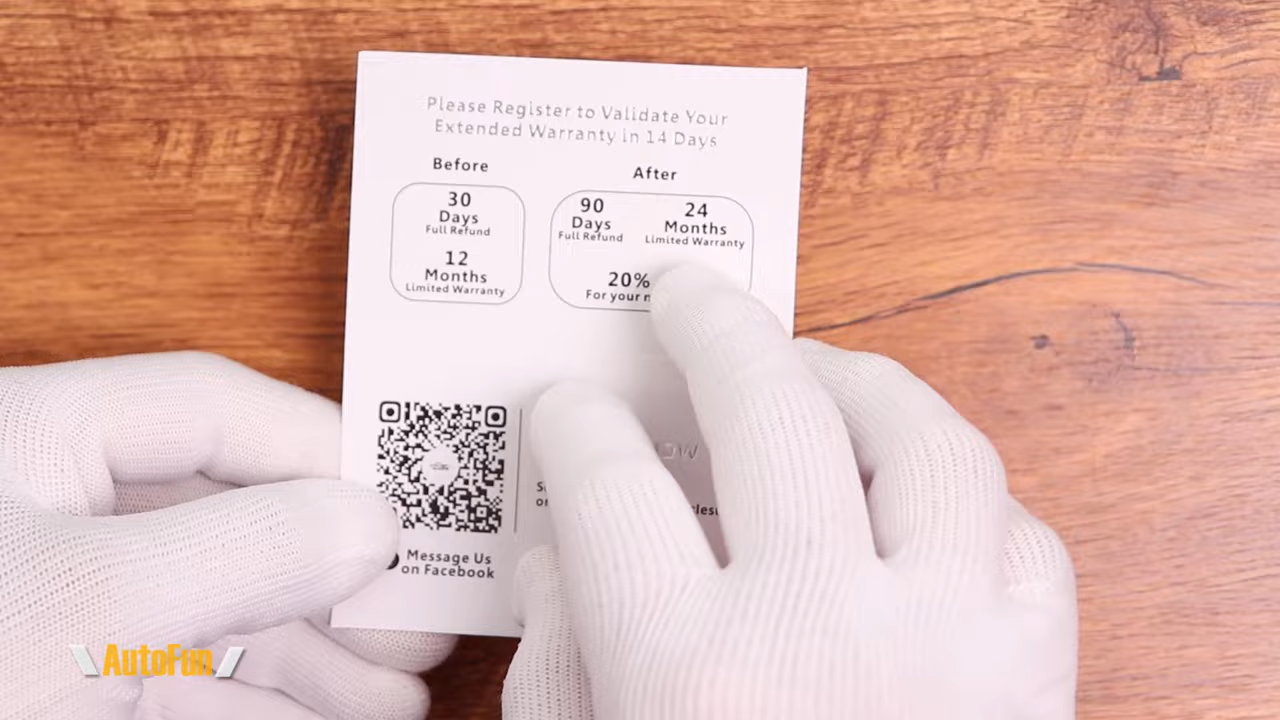 Please Register to Validate Your
Extended Warranty in 14 Days
Before
After
30
Days
Full Refund
12
Months
Limited Warranty
90
Days
Full Refund
24
Months
Limited Warranty
20%
For your
Message Us
on Facebook
AutoFun